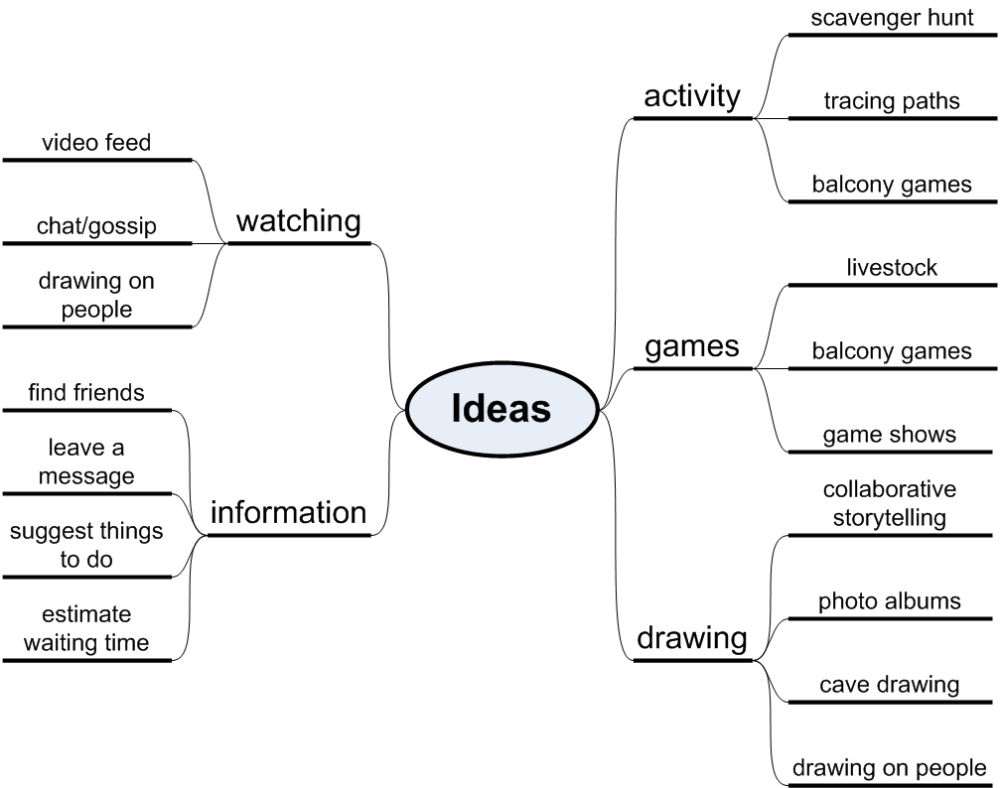 Ideas
activity
scavenger hunt
tracing paths
balcony games
games
livestock
balcony games
game shows
drawing
collaborative
storytelling
photo albums
cave drawing
drawing on people
watching
video feed
chat/gossip
drawing on
people
information
find friends
leave a
message
suggest things
to do
estimate
waiting time